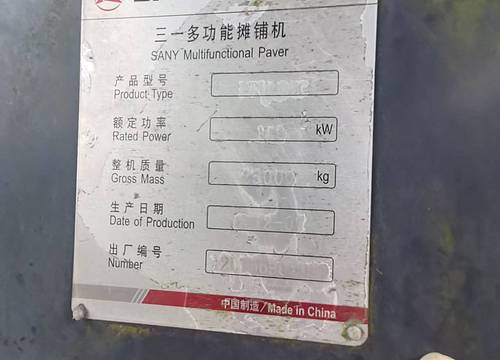 三一多功能摊铺机
SANY Multifunctional Paver
产品型号
Product Type
额定功率
Rated Power kW
整机质量
Gross Mass 23000 kg
生产日期
Date of Production
出厂编号
Number
中国制造/Made in China